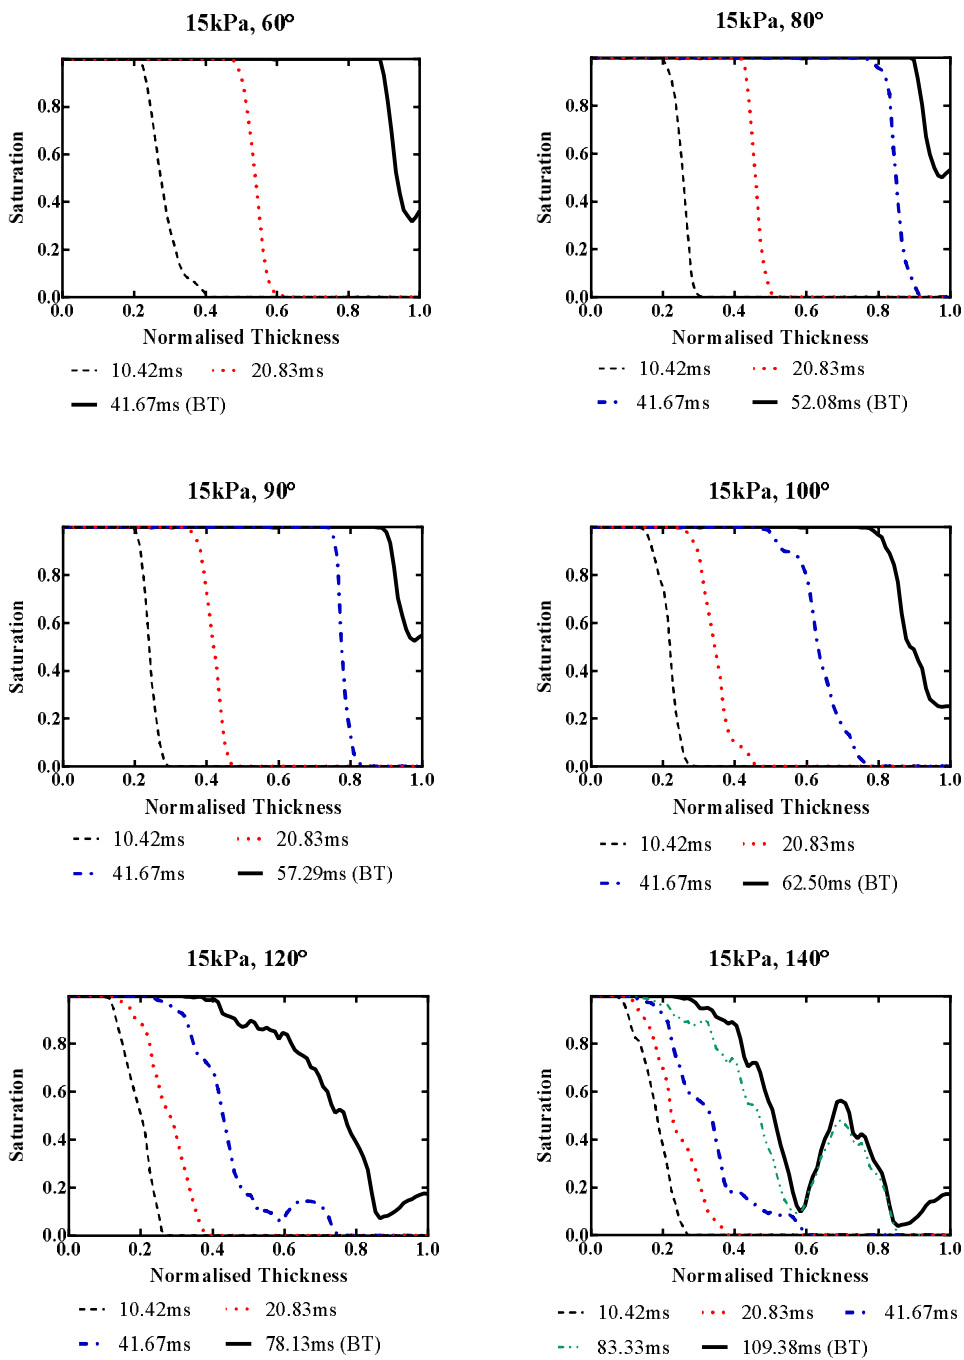 15kPa, 60°
Saturation
0.8
0.6
0.4
0.2
0.0
0.0 0.2 0.4 0.6 0.8 1.0
Normalised Thickness
10.42ms 20.83ms
41.67ms (BT)
15kPa, 80°
Saturation
0.8
0.6
0.4
0.2
0.0
0.0 0.2 0.4 0.6 0.8 1.0
Normalised Thickness
10.42ms 20.83ms
41.67ms 52.08ms (BT)
15kPa, 90°
Saturation
0.8
0.6
0.4
0.2
0.0
0.0 0.2 0.4 0.6 0.8 1.0
Normalised Thickness
10.42ms 20.83ms
41.67ms 57.29ms (BT)
15kPa, 100°
Saturation
0.8
0.6
0.4
0.2
0.0
0.0 0.2 0.4 0.6 0.8 1.0
Normalised Thickness
10.42ms 20.83ms
41.67ms 62.50ms (BT)
15kPa, 120°
Saturation
0.8
0.6
0.4
0.2
0.0
0.0 0.2 0.4 0.6 0.8 1.0
Normalised Thickness
10.42ms 20.83ms
41.67ms 78.13ms (BT)
15kPa, 140°
Saturation
0.8
0.6
0.4
0.2
0.0
0.0 0.2 0.4 0.6 0.8 1.0
Normalised Thickness
10.42ms 20.83ms 41.67ms
83.33ms 109.38ms (BT)